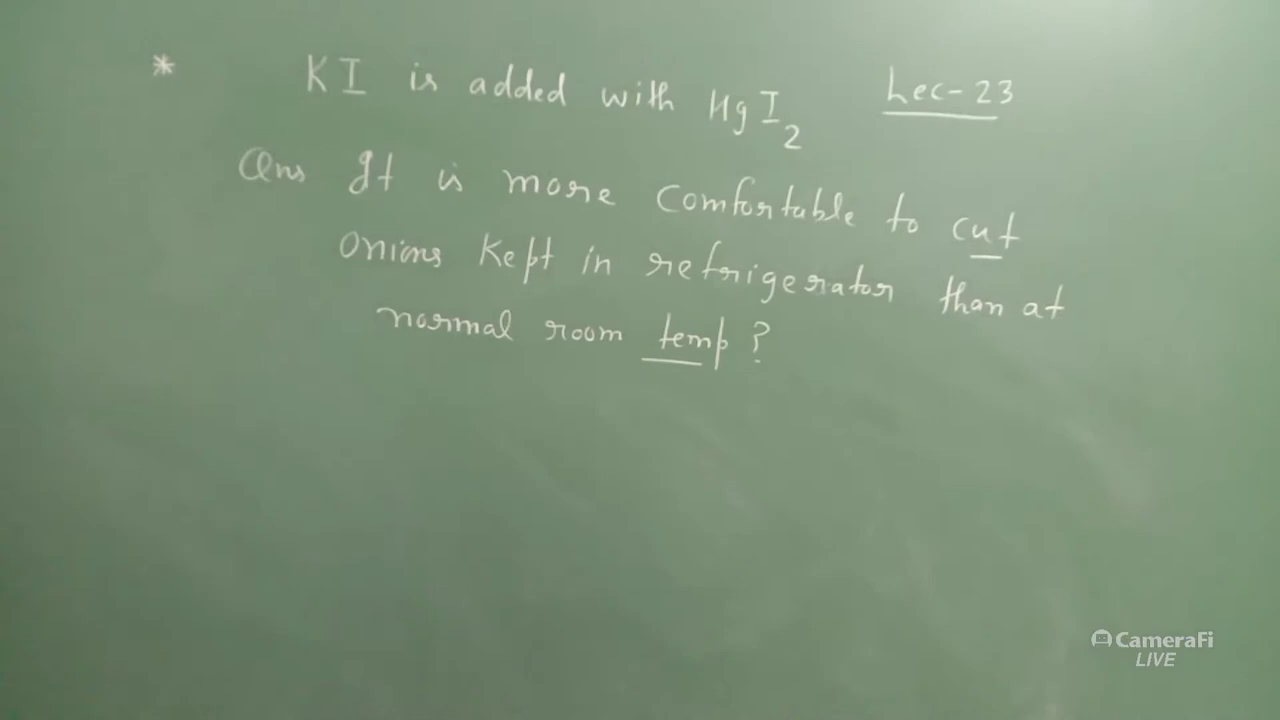 * KI is added with HgI2 Lec-23
Qns It is more comfortable to cut
onions kept in refrigerator than at
normal room temp?
CameraFi
LIVE